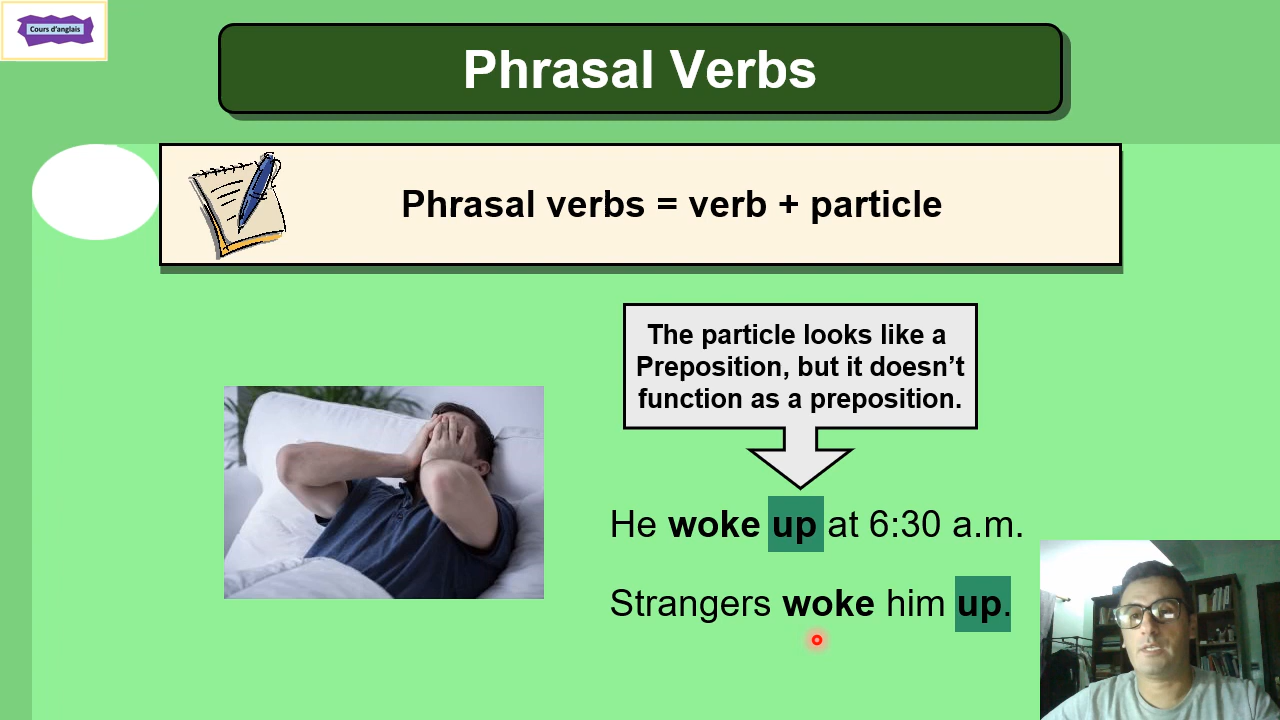 Cours d'anglais
Phrasal Verbs
Phrasal verbs = verb + particle
The particle looks like a
Preposition, but it doesn’t
function as a preposition.
He woke up at 6:30 a.m.
Strangers woke him up.